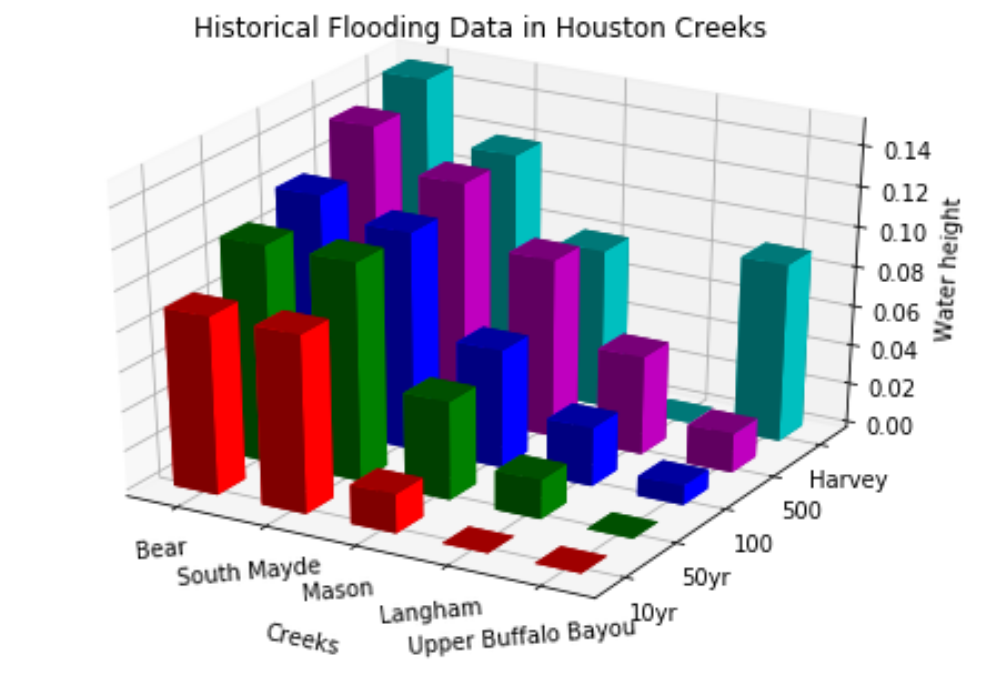 Historical Flooding Data in Houston Creeks
0.14
0.12
0.10
0.08
0.06
0.04
0.02
0.00
Water height
Harvey
500
100
50yr
10yr
Bear
South Mayde
Mason
Langham
Upper Buffalo Bayou
Creeks